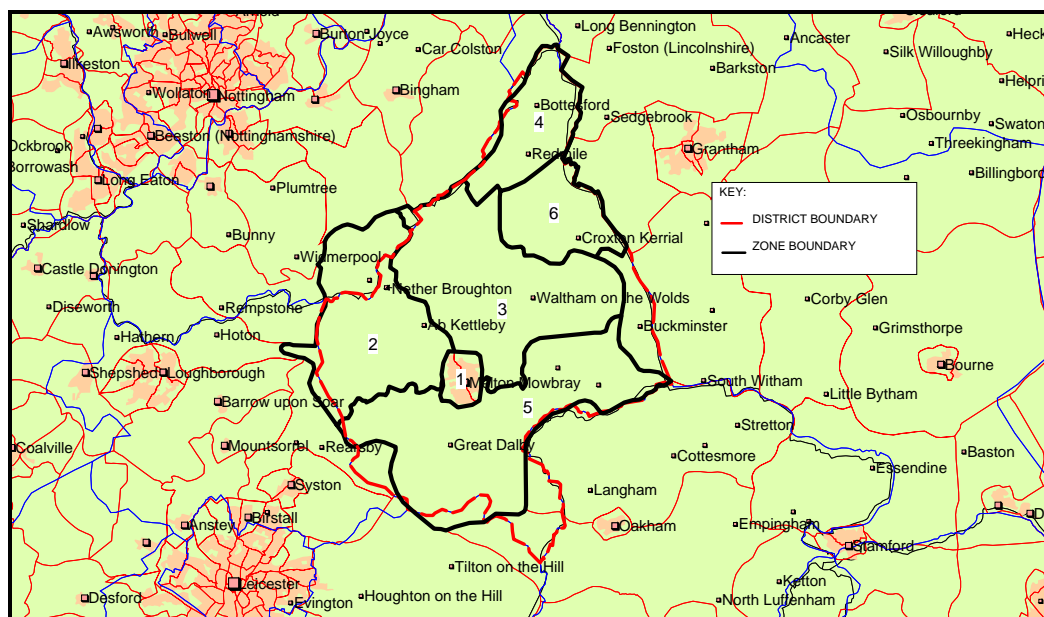 Awsworth
Bulwell
Burton Joyce
Long Bennington
Car Colston
Foston (Lincolnshire)
Ancaster
Silk Willoughby
Heck
Ilkeston
Barkston
Helpri
Wollaton
Nottingham
Bingham
Bottesford
Sedgebrook
Osbournby
Swaton
4
Ockbrook
Beeston (Nottinghamshire)
Borrowash
Redmile
Grantham
Threekingham
Long Eaton
Plumtree
Billingboro
KEY:
DISTRICT BOUNDARY
ZONE BOUNDARY
6
Shardlow
Bunny
Croxton Kerrial
Widmerpool
Castle Donington
Nether Broughton
Diseworth
Rempstone
3
Waltham on the Wolds
Corby Glen
Hathern
Hoton
Ab Kettleby
Buckminster
Grimsthorpe
2
Shepshed
Loughborough
1
Melton Mowbray
South Witham
Bourne
Little Bytham
Barrow upon Soar
5
Stretton
Coalville
Mountsorrel
Rearsby
Great Dalby
Cottesmore
Baston
Essendine
Syston
Langham
Anstey
Birstall
Oakham
Empingham
D
Stamford
Tilton on the Hill
Leicester
Ketton
Desford
Evington
Houghton on the Hill
North Luffenham